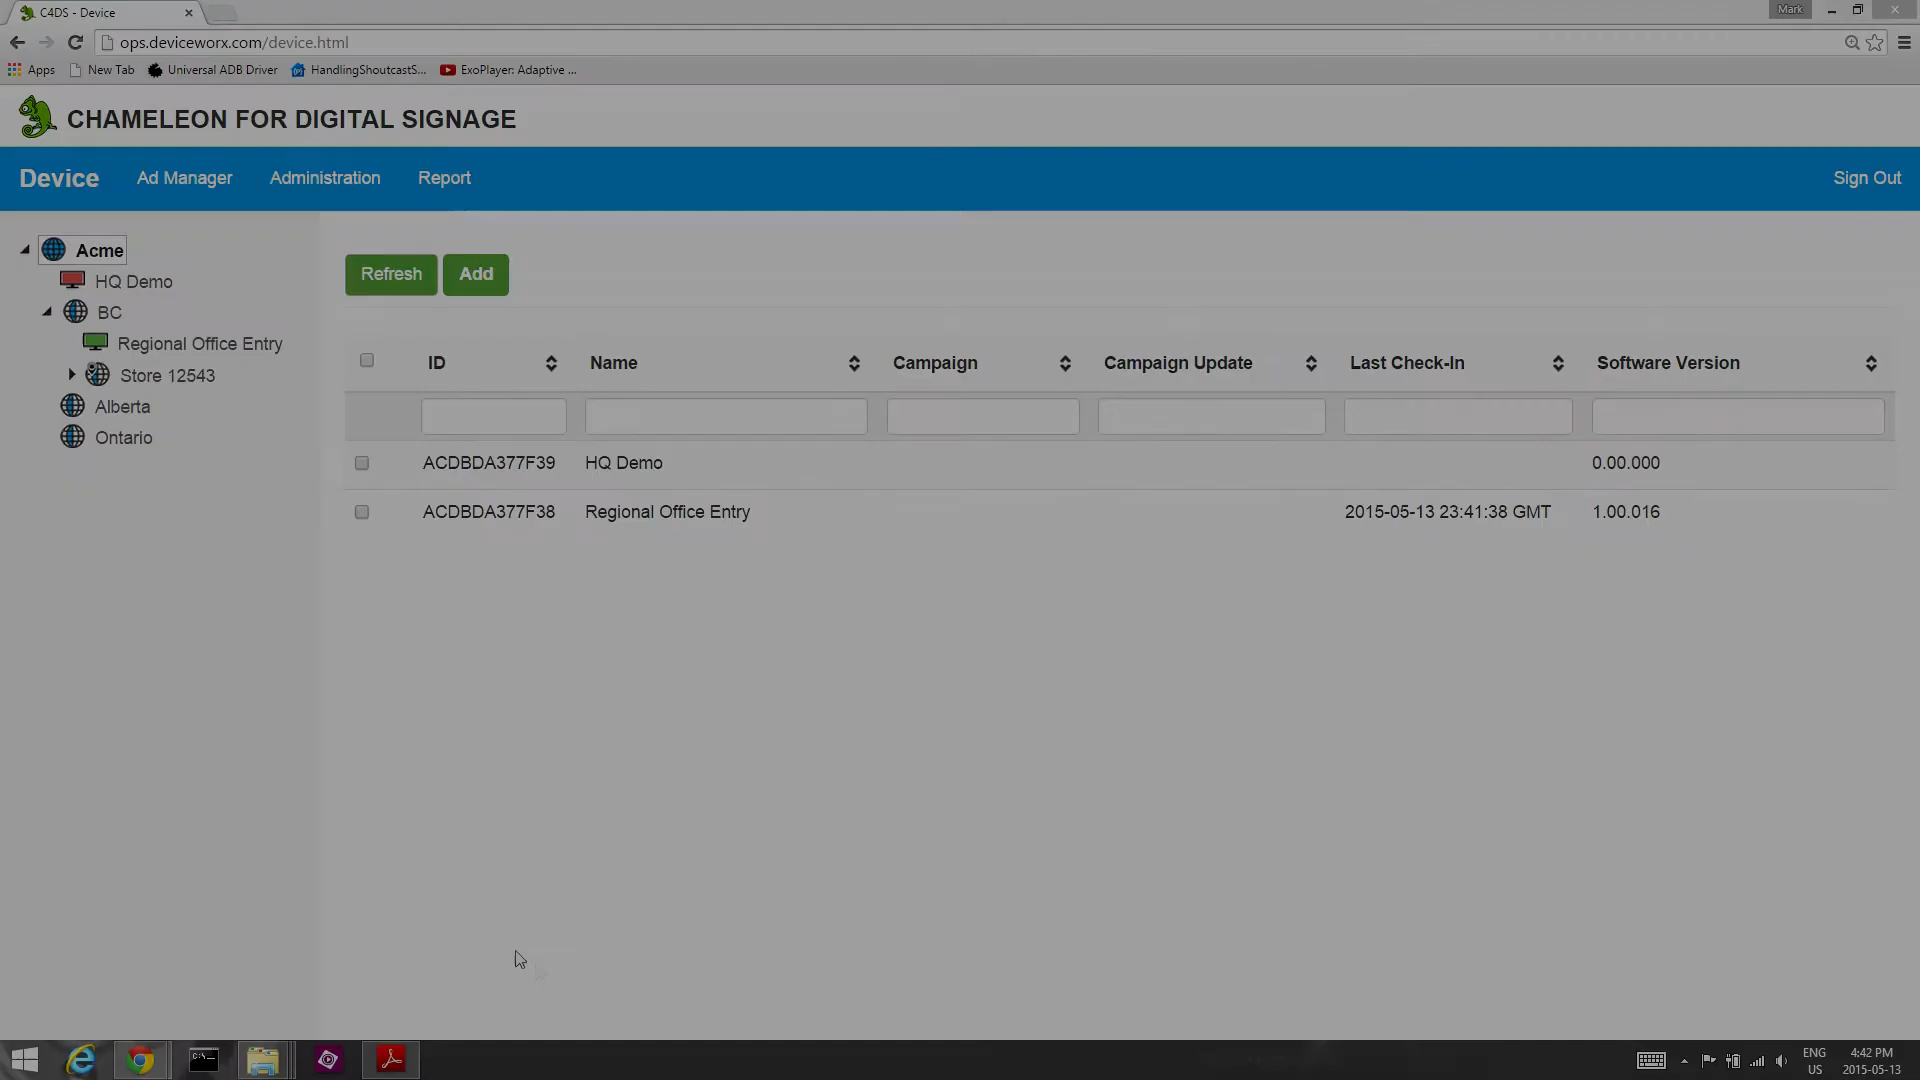 C4DS - Device
Mark
ops.deviceworx.com/device.html
Apps New Tab Universal ADB Driver HandlingShoutcastS... ExoPlayer: Adaptive ...
CHAMELEON FOR DIGITAL SIGNAGE
Device Ad Manager Administration Report Sign Out
Acme
HQ Demo
BC
Regional Office Entry
Store 12543
Alberta
Ontario
Refresh Add
ID Name Campaign Campaign Update Last Check-In Software Version
ACDBDA377F39 HQ Demo 0.00.000
ACDBDA377F38 Regional Office Entry 2015-05-13 23:41:38 GMT 1.00.016
ENG 4:42 PM
US 2015-05-13